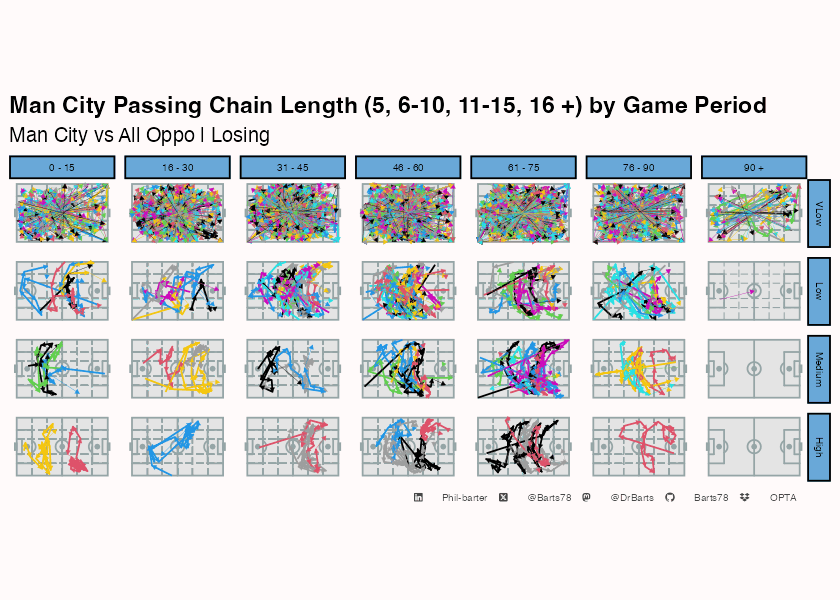 Man City Passing Chain Length (5, 6-10, 11-15, 16 +) by Game Period
Man City vs All Oppo | Losing
0 - 15 16 - 30 31 - 45 46 - 60 61 - 75 76 - 90 90 +
V Low
Low
Medium
High
Phil-barter @Barts78 @DrBarts Barts78 OPTA